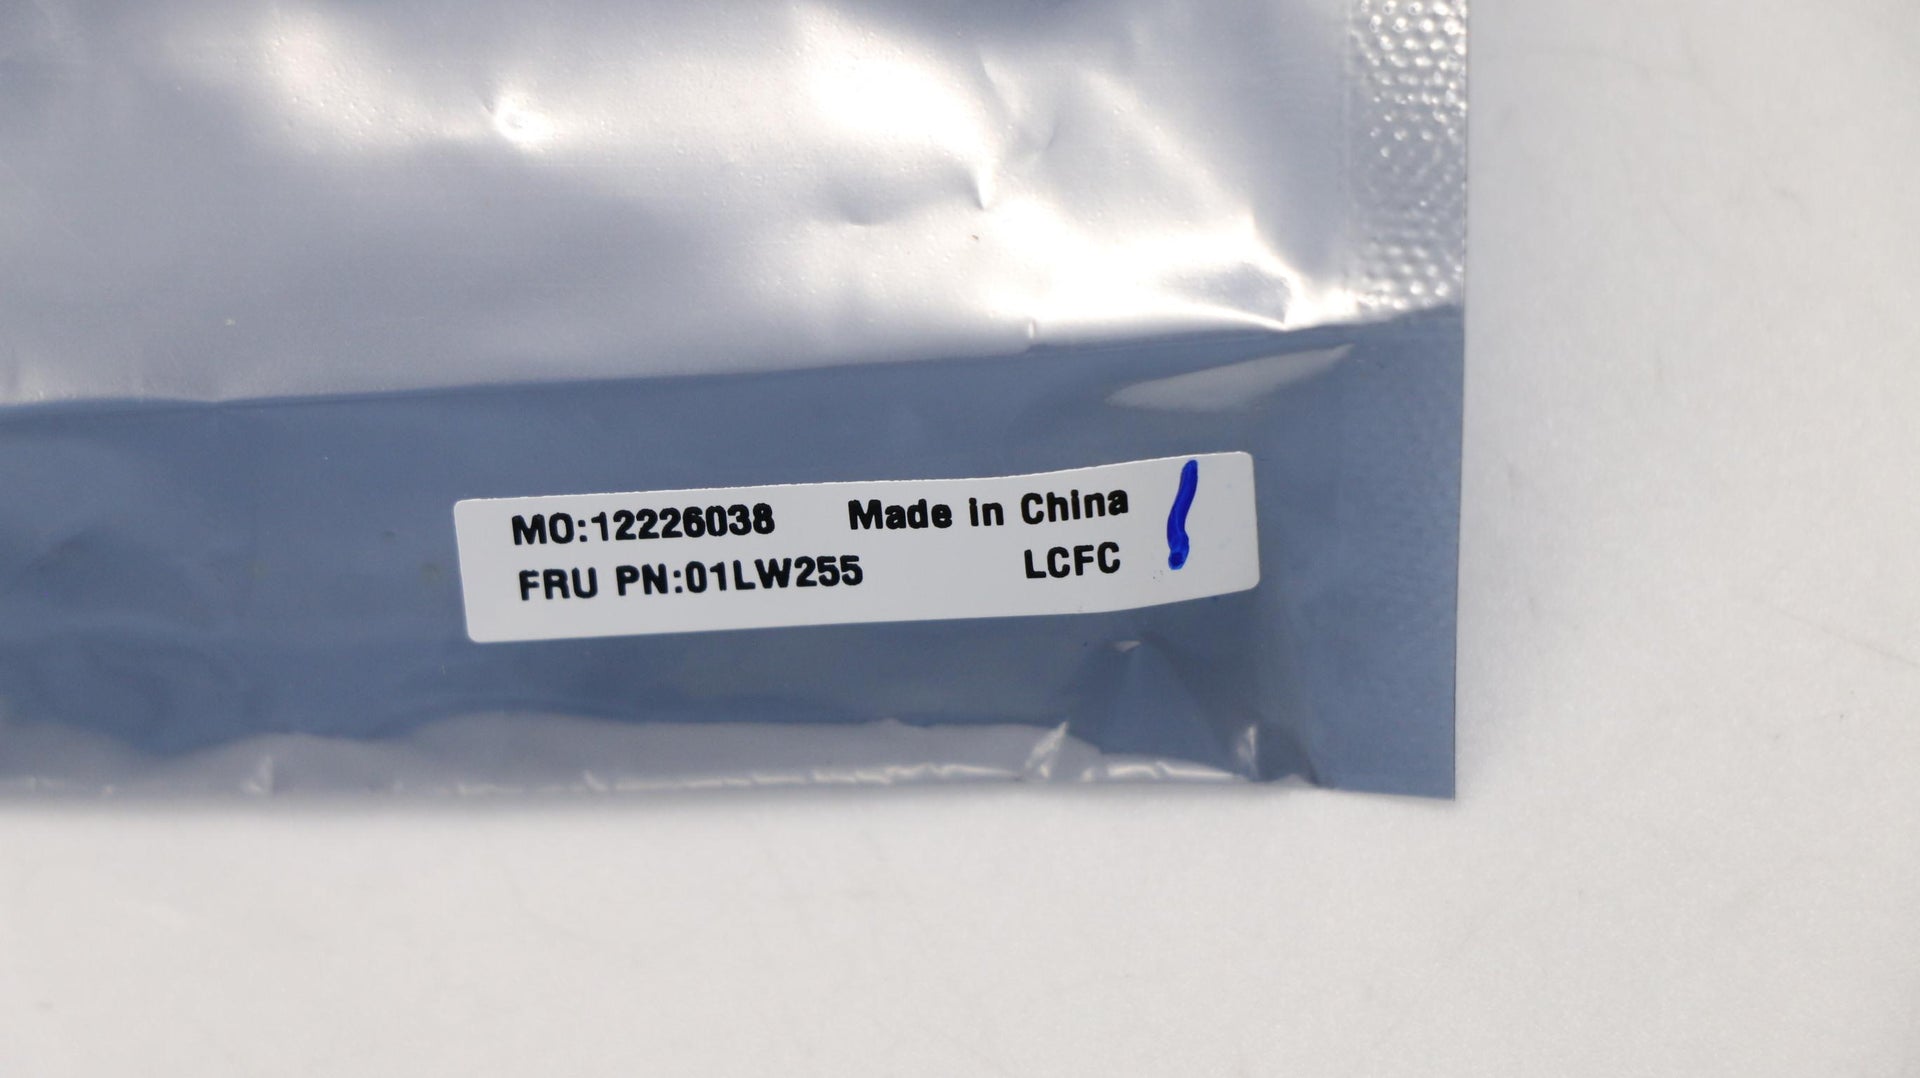 MO:12226038 Made in China
FRU PN:01LW255 LCFC